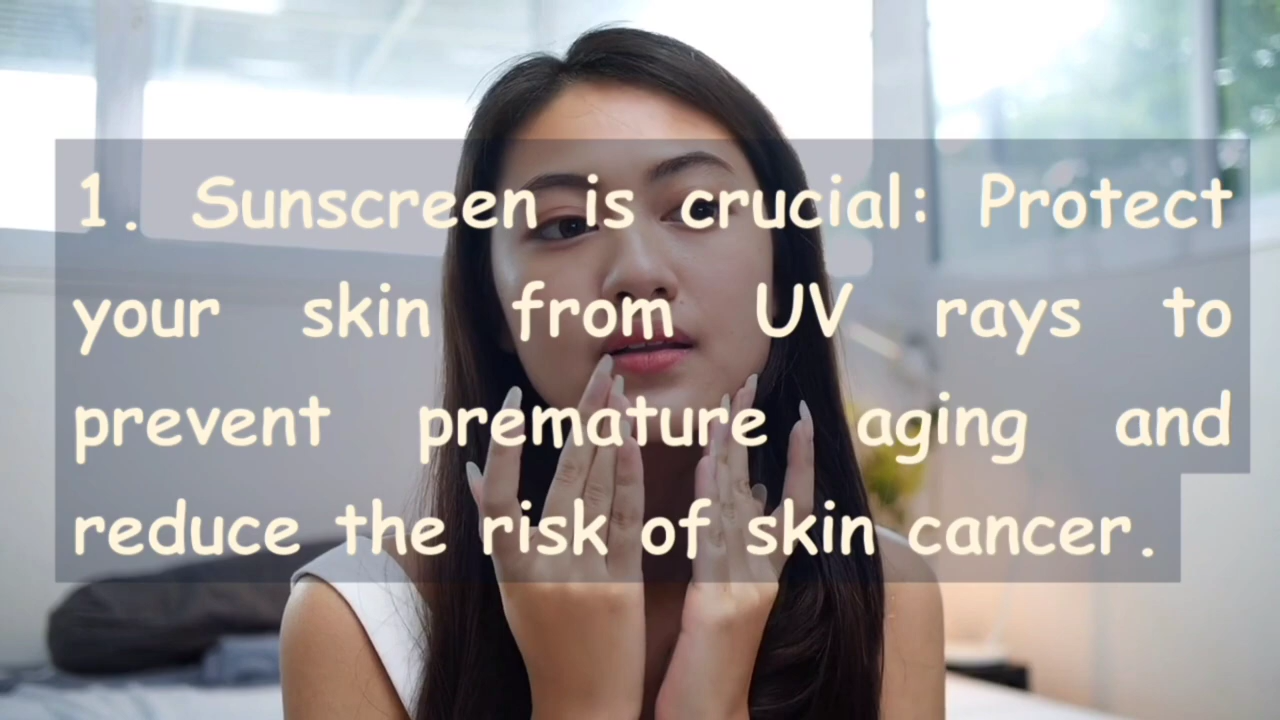 1. Sunscreen is crucial: Protect
your skin from UV rays to
prevent premature aging and
reduce the risk of skin cancer.